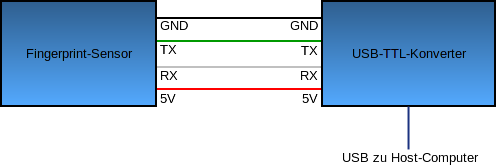 GND GND
Fingerprint-Sensor TX TX USB-TTL-Konverter
RX RX
5V 5V
USB zu Host-Computer